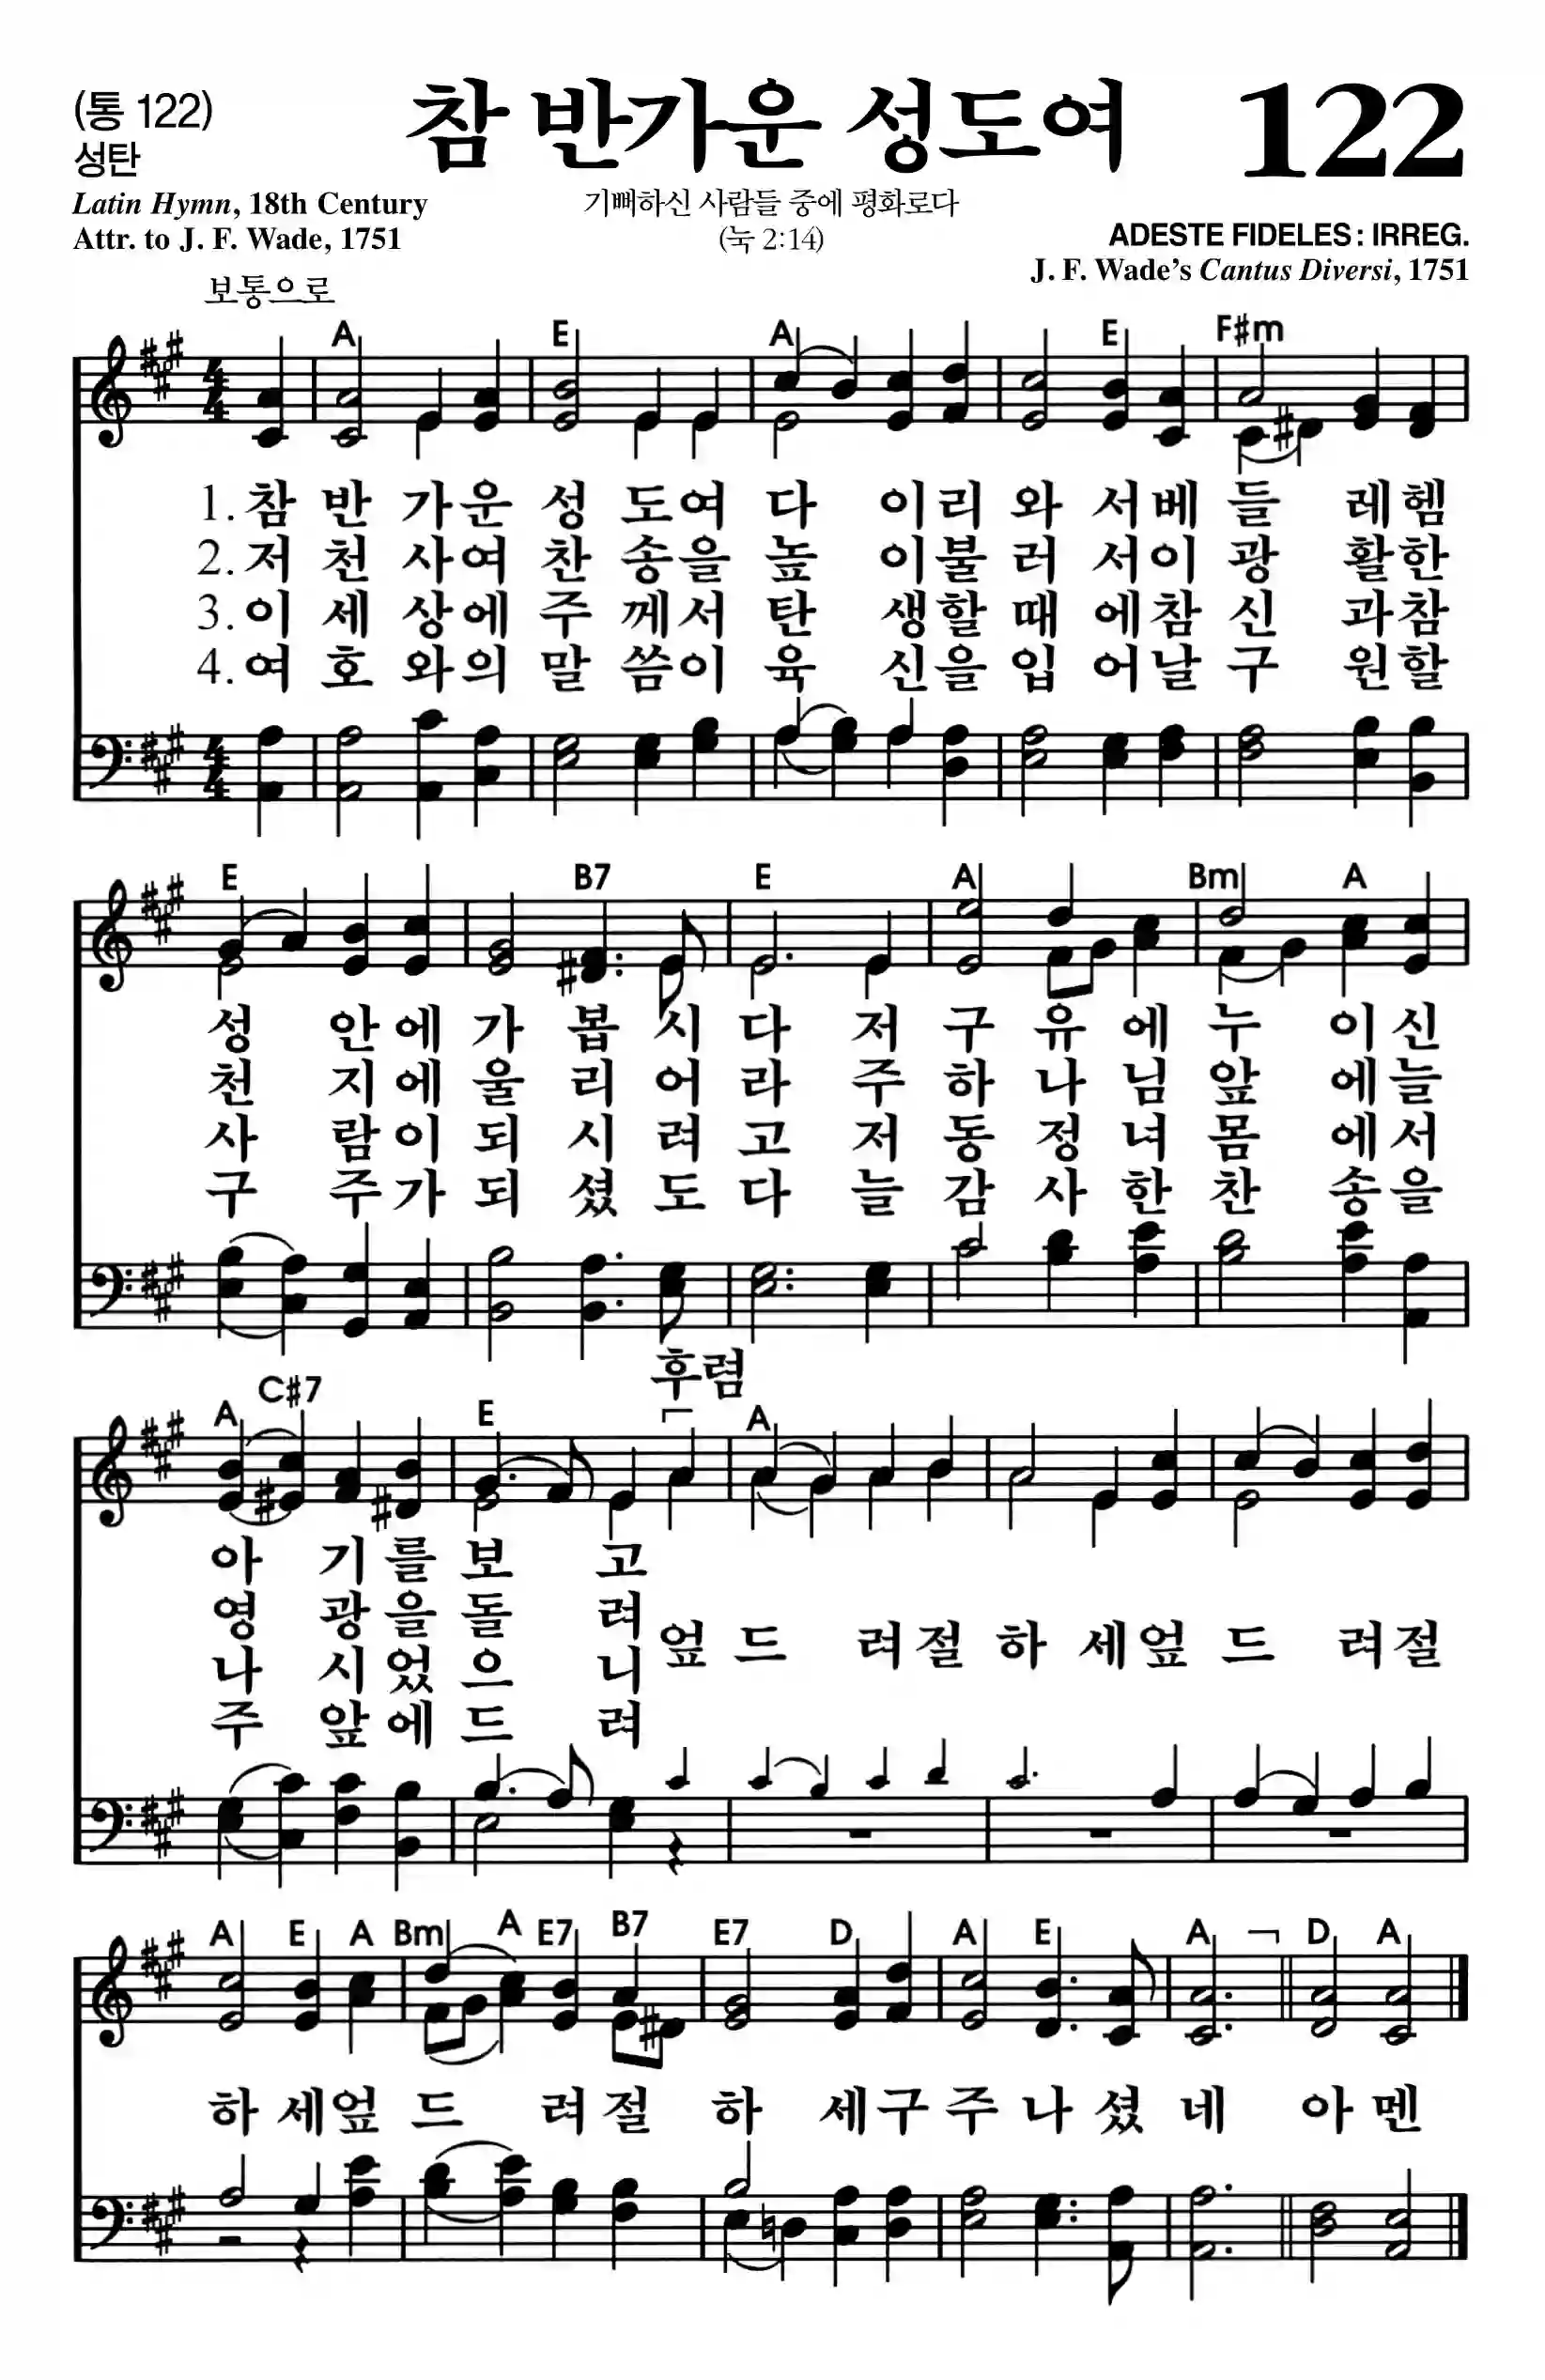 (통 122)
성탄
참 반가운 성도여
122
Latin Hymn, 18th Century
Attr. to J. F. Wade, 1751
기뻐하신 사람들 중에 평화로다
(눅 2:14)
ADESTE FIDELES : IRREG.
J. F. Wade's Cantus Diversi, 1751
보통으로
A E A E F#m
4 4
1. 참 반 가운 성 도여 다 이리 와 서베 들 레헴
2. 저 천 사여 찬 송을 높 이불 러 서이 광 활한
3. 이 세 상에 주 께서 탄 생할 때 에참 신 과참
4. 여 호 와의 말 씀이 육 신을 입 어날 구 원할
4 4
E B7 E A Bm A
성 안에 가 봅 시 다 저 구 유 에 누 이신
천 지에 울 리 어 라 주 하 나 님 앞 에늘
사 람이 되 시 려 고 저 동 정 녀 몸 에서
구 주가 되 셨 도 다 늘 감 사 한 찬 송을
후렴
A C#7 E A
아 기를 보 고
영 광을 돌 려
나 시었 으 니
주 앞에 드 려
엎 드 려절 하 세엎 드 려절
A E A Bm A E7 B7 E7 D A E A D A
하 세엎 드 려절 하 세구 주 나 셨 네 아 멘